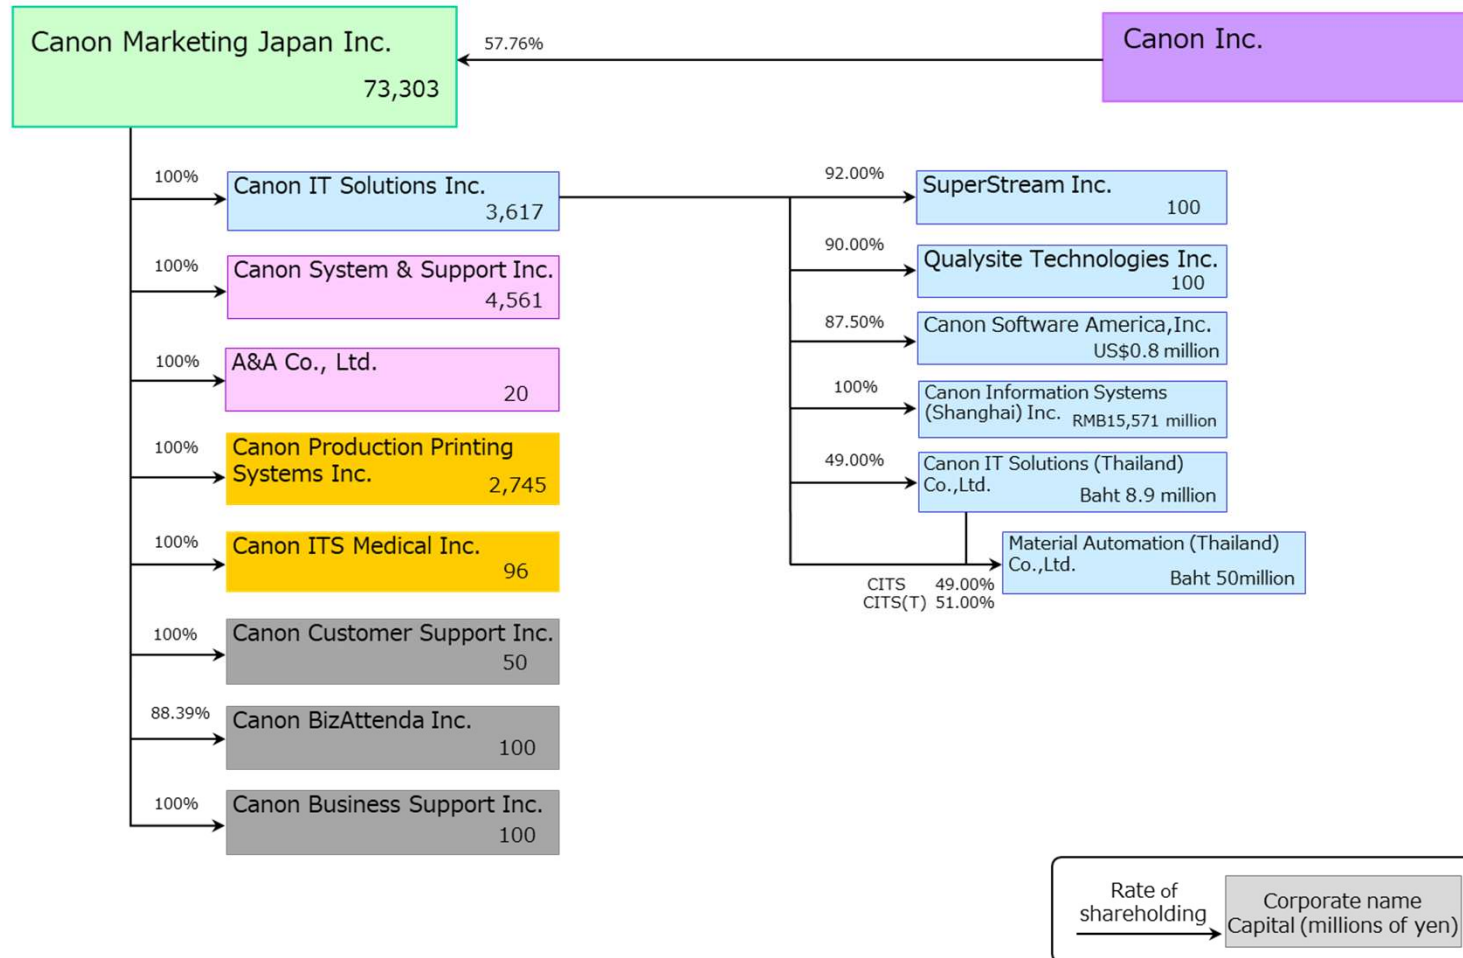 Canon Marketing Japan Inc.
73,303
57.76%
Canon Inc.
100%
Canon IT Solutions Inc.
3,617
100%
Canon System & Support Inc.
4,561
100%
A&A Co., Ltd.
20
100%
Canon Production Printing
Systems Inc.
2,745
100%
Canon ITS Medical Inc.
96
100%
Canon Customer Support Inc.
50
88.39%
Canon BizAttenda Inc.
100
100%
Canon Business Support Inc.
100
92.00%
SuperStream Inc.
100
90.00%
Qualysite Technologies Inc.
100
87.50%
Canon Software America,Inc.
US$0.8 million
100%
Canon Information Systems
(Shanghai) Inc. RMB15,571 million
49.00%
Canon IT Solutions (Thailand)
Co.,Ltd.
Baht 8.9 million
Material Automation (Thailand)
Co.,Ltd.
Baht 50million
CITS 49.00%
CITS(T) 51.00%
Rate of
shareholding
Corporate name
Capital (millions of yen)